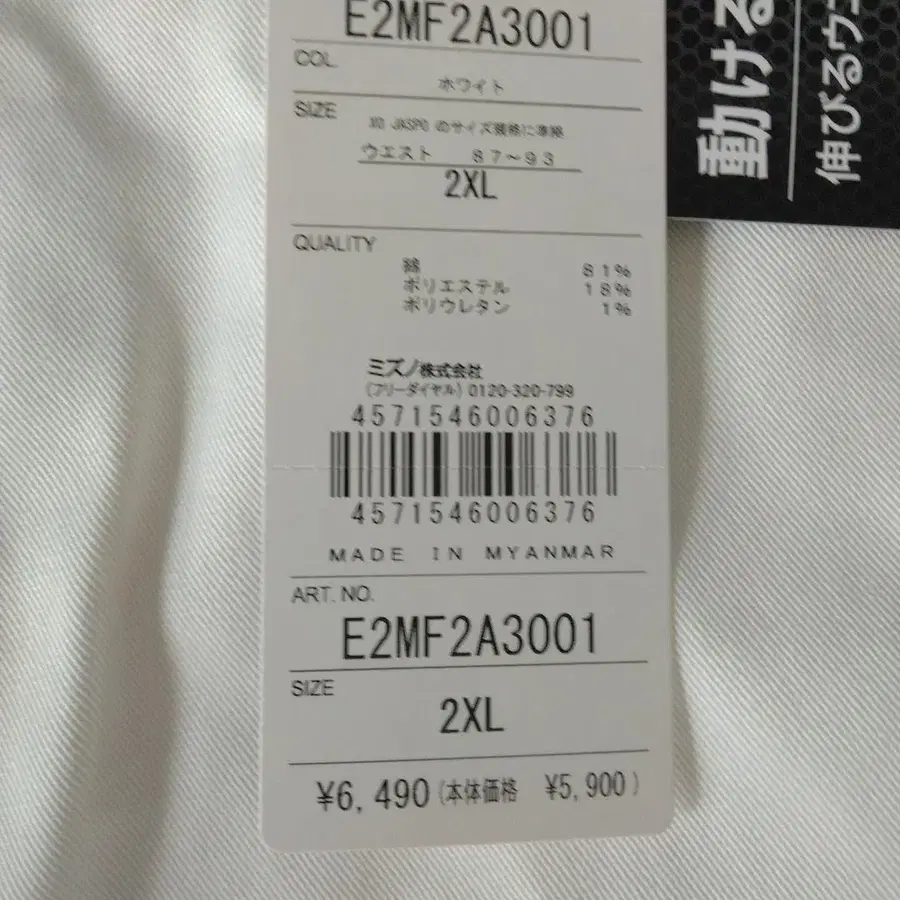 E2MF2A3001
COL.
ホワイト
SIZE
のサイズ規格に準拠
ウエスト 87～93
2XL
QUALITY
綿 81%
ポリエステル 18%
ポリウレタン 1%
ミズノ株式会社
(フリーダイヤル) 0120-320-799
4571546006376
4571546006376
MADE IN MYANMAR
ART. NO.
E2MF2A3001
SIZE
2XL
¥6,490 (本体価格 ¥5,900)
動ける
伸びるウエ